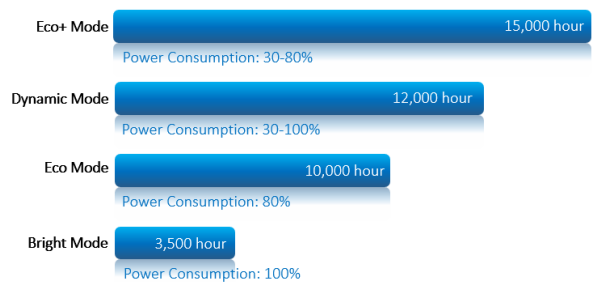 Eco+ Mode 15,000 hour
Power Consumption: 30-80%
Dynamic Mode 12,000 hour
Power Consumption: 30-100%
Eco Mode 10,000 hour
Power Consumption: 80%
Bright Mode 3,500 hour
Power Consumption: 100%